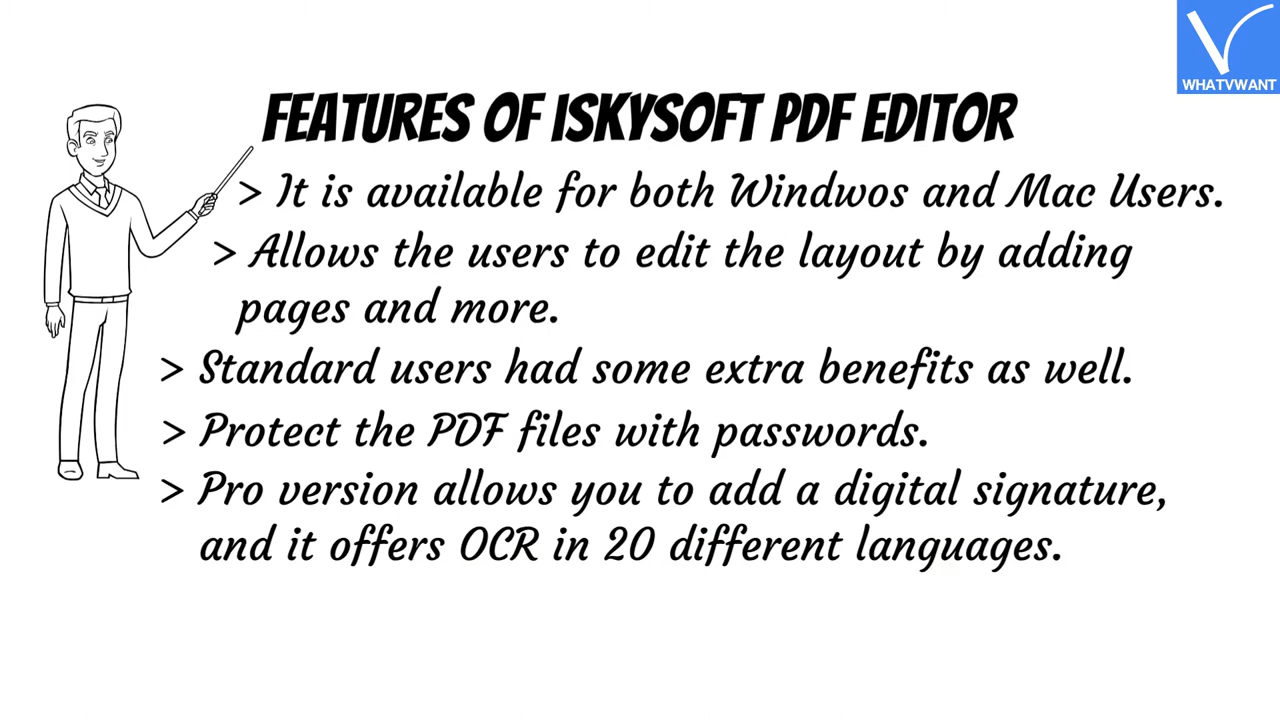 WHATVWANT
FEATURES OF ISKYSOFT PDF EDITOR
> It is available for both Windwos and Mac Users.
> Allows the users to edit the layout by adding
pages and more.
> Standard users had some extra benefits as well.
> Protect the PDF files with passwords.
> Pro version allows you to add a digital signature,
and it offers OCR in 20 different languages.